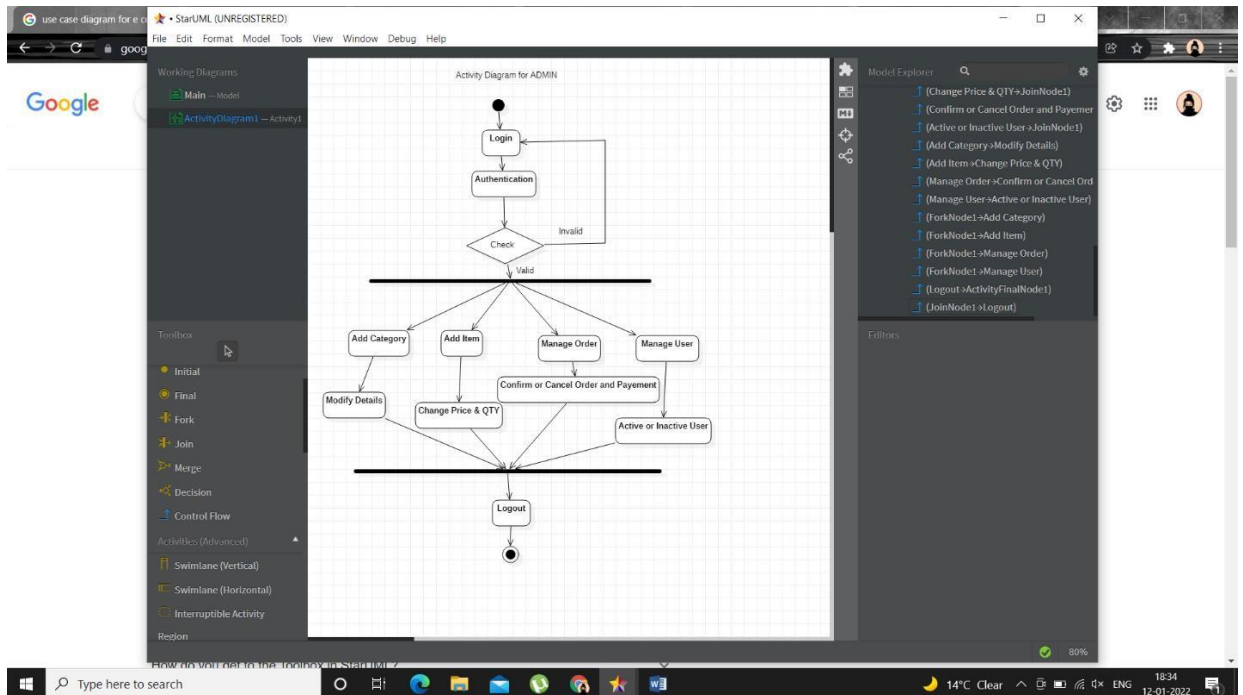 use case diagram for e c
• StarUML (UNREGISTERED)
File Edit Format Model Tools View Window Debug Help
goog
Google
Working Diagrams
Main — Model
ActivityDiagram1 — Activity1
Toolbox
Initial
Final
Fork
Join
Merge
Decision
Control Flow
Activities (Advanced)
Swimlane (Vertical)
Swimlane (Horizontal)
Interruptible Activity
Region
Activity Diagram for ADMIN
Login
Authentication
Check
Invalid
Valid
Add Category
Add Item
Manage Order
Manage User
Modify Details
Change Price & QTY
Confirm or Cancel Order and Payement
Active or Inactive User
Logout
Model Explorer
(Change Price & QTY→JoinNode1)
(Confirm or Cancel Order and Payemer
(Active or Inactive User→JoinNode1)
(Add Category→Modify Details)
(Add Item→Change Price & QTY)
(Manage Order→Confirm or Cancel Ord
(Manage User→Active or Inactive User)
(ForkNode1→Add Category)
(ForkNode1→Add Item)
(ForkNode1→Manage Order)
(ForkNode1→Manage User)
(Logout→ActivityFinalNode1)
(JoinNode1→Logout)
Editors
80%
How do you get to the Toolbox in StarUML?
Type here to search
14°C Clear
ENG
18:34
12-01-2022